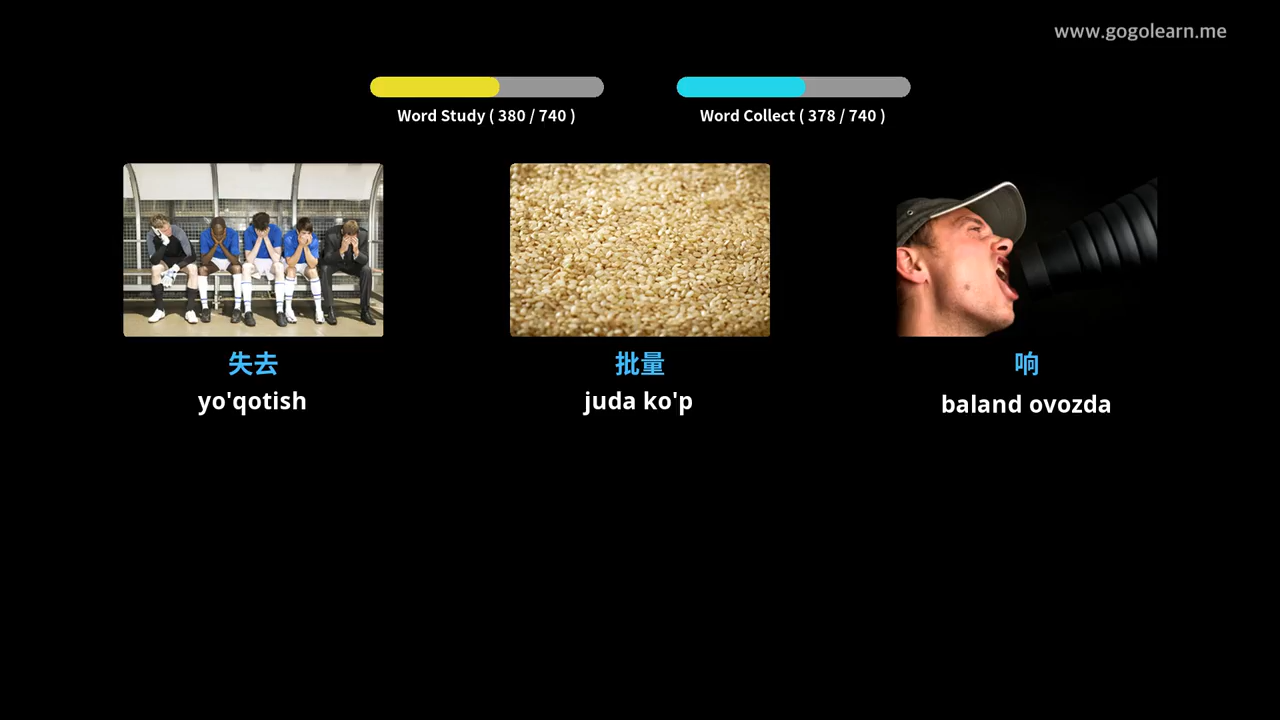 www.gogolearn.me
Word Study ( 380 / 740 )
Word Collect ( 378 / 740 )
失去
yo'qotish
批量
juda ko'p
响
baland ovozda